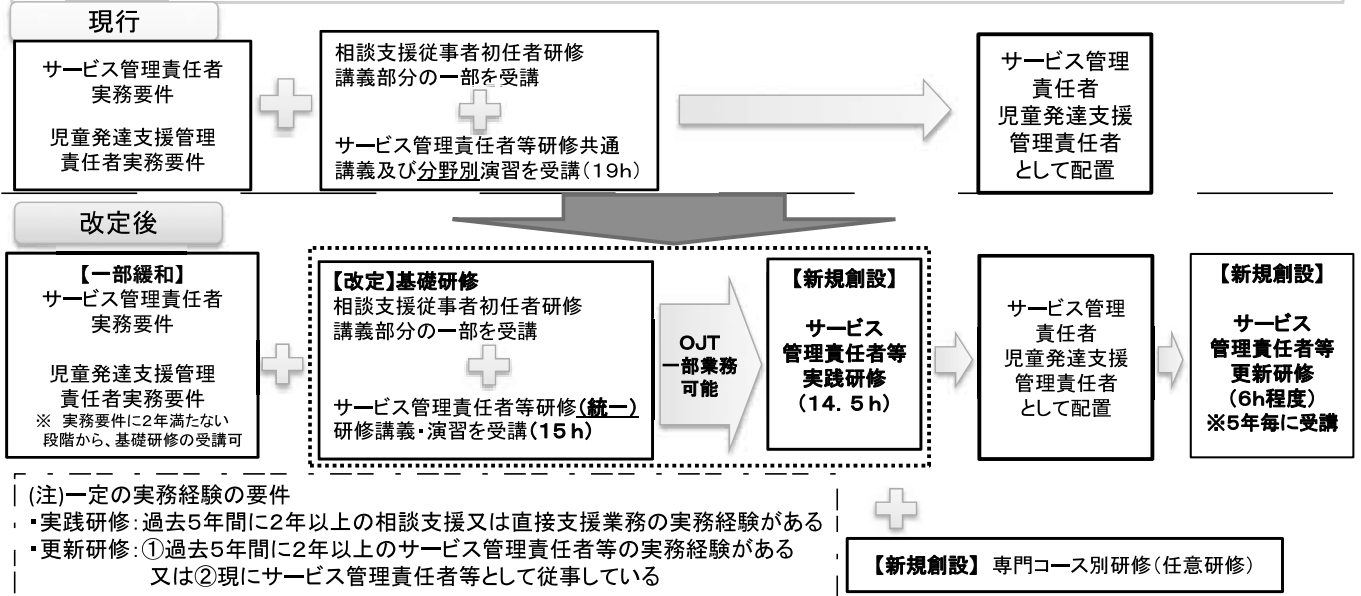 現行
サービス管理責任者
実務要件
児童発達支援管理
責任者実務要件
相談支援従事者初任者研修
講義部分の一部を受講
サービス管理責任者等研修共通
講義及び分野別演習を受講(19h)
サービス管理
責任者
児童発達支援
管理責任者
として配置
改定後
【一部緩和】
サービス管理責任者
実務要件
児童発達支援管理
責任者実務要件
※ 実務要件に2年満たない
段階から、基礎研修の受講可
【改定】基礎研修
相談支援従事者初任者研修
講義部分の一部を受講
サービス管理責任者等研修(統一)
研修講義・演習を受講(15h)
OJT
一部業務
可能
【新規創設】
サービス
管理責任者等
実践研修
(14.5h)
サービス管理
責任者
児童発達支援
管理責任者
として配置
【新規創設】
サービス
管理責任者等
更新研修
(6h程度)
※5年毎に受講
(注)一定の実務経験の要件
・実践研修:過去5年間に2年以上の相談支援又は直接支援業務の実務経験がある
・更新研修:①過去5年間に2年以上のサービス管理責任者等の実務経験がある
又は②現にサービス管理責任者等として従事している
【新規創設】 専門コース別研修(任意研修)